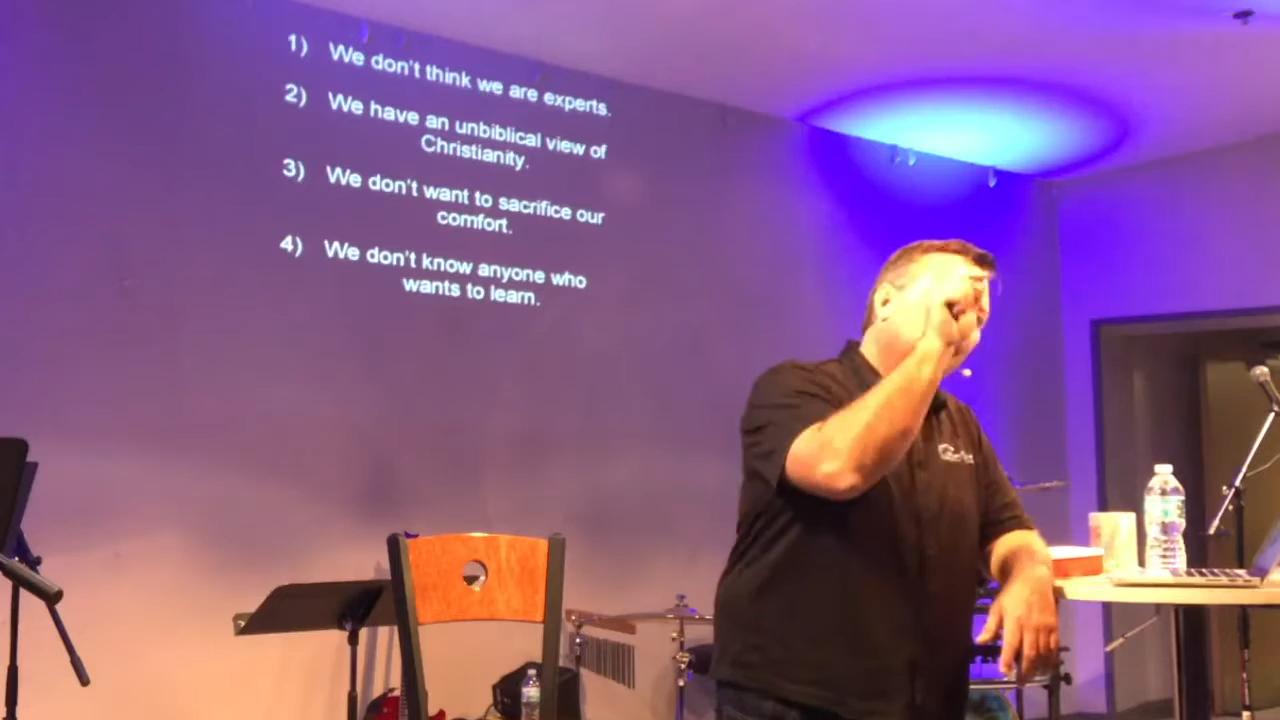 1) We don't think we are experts.
2) We have an unbiblical view of
Christianity.
3) We don't want to sacrifice our
comfort.
4) We don't know anyone who
wants to learn.